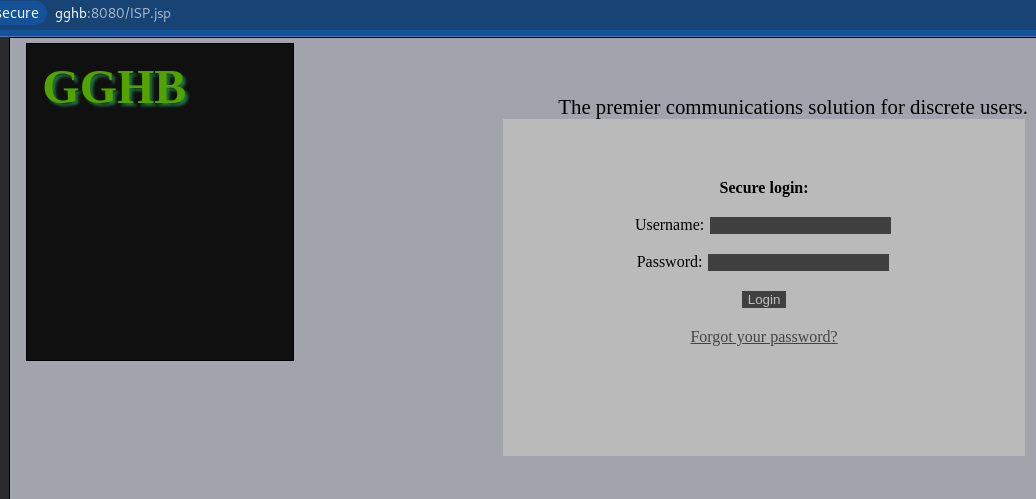 secure gghb:8080/ISP.jsp
GGHB
The premier communications solution for discrete users.
Secure login:
Username:
Password:
Login
Forgot your password?